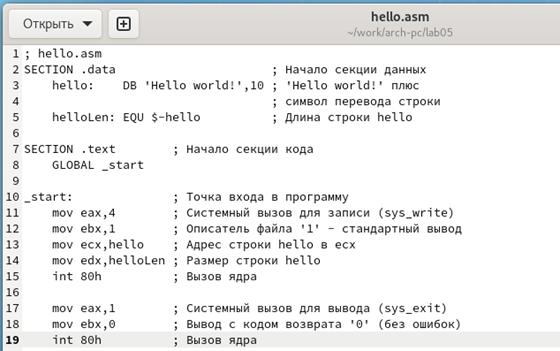 Открыть
hello.asm
~/work/arch-pc/lab05
1 ; hello.asm
2 SECTION .data ; Начало секции данных
3 hello: DB 'Hello world!',10 ; 'Hello world!' плюс
4 ; символ перевода строки
5 helloLen: EQU $-hello ; Длина строки hello
6
7 SECTION .text ; Начало секции кода
8 GLOBAL _start
9
10 _start: ; Точка входа в программу
11 mov eax,4 ; Системный вызов для записи (sys_write)
12 mov ebx,1 ; Описатель файла '1' - стандартный вывод
13 mov ecx,hello ; Адрес строки hello в ecx
14 mov edx,helloLen ; Размер строки hello
15 int 80h ; Вызов ядра
16
17 mov eax,1 ; Системный вызов для вывода (sys_exit)
18 mov ebx,0 ; Вывод с кодом возврата '0' (без ошибок)
19 int 80h ; Вызов ядра